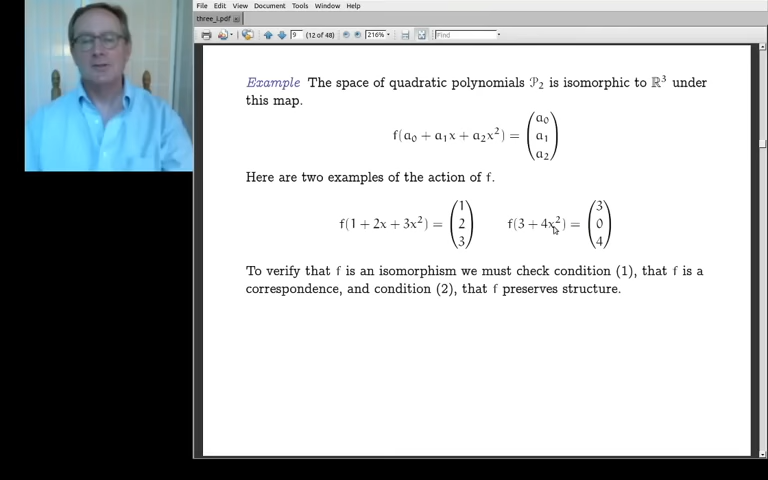 File Edit View Document Tools Window Help
three_i.pdf
9 (12 of 48) 216% Find
Example The space of quadratic polynomials P₂ is isomorphic to ℝ³ under
this map.
f(a₀ + a₁x + a₂x²) = (a₀ a₁ a₂)
Here are two examples of the action of f.
f(1 + 2x + 3x²) = (1 2 3) f(3 + 4x²) = (3 0 4)
To verify that f is an isomorphism we must check condition (1), that f is a
correspondence, and condition (2), that f preserves structure.